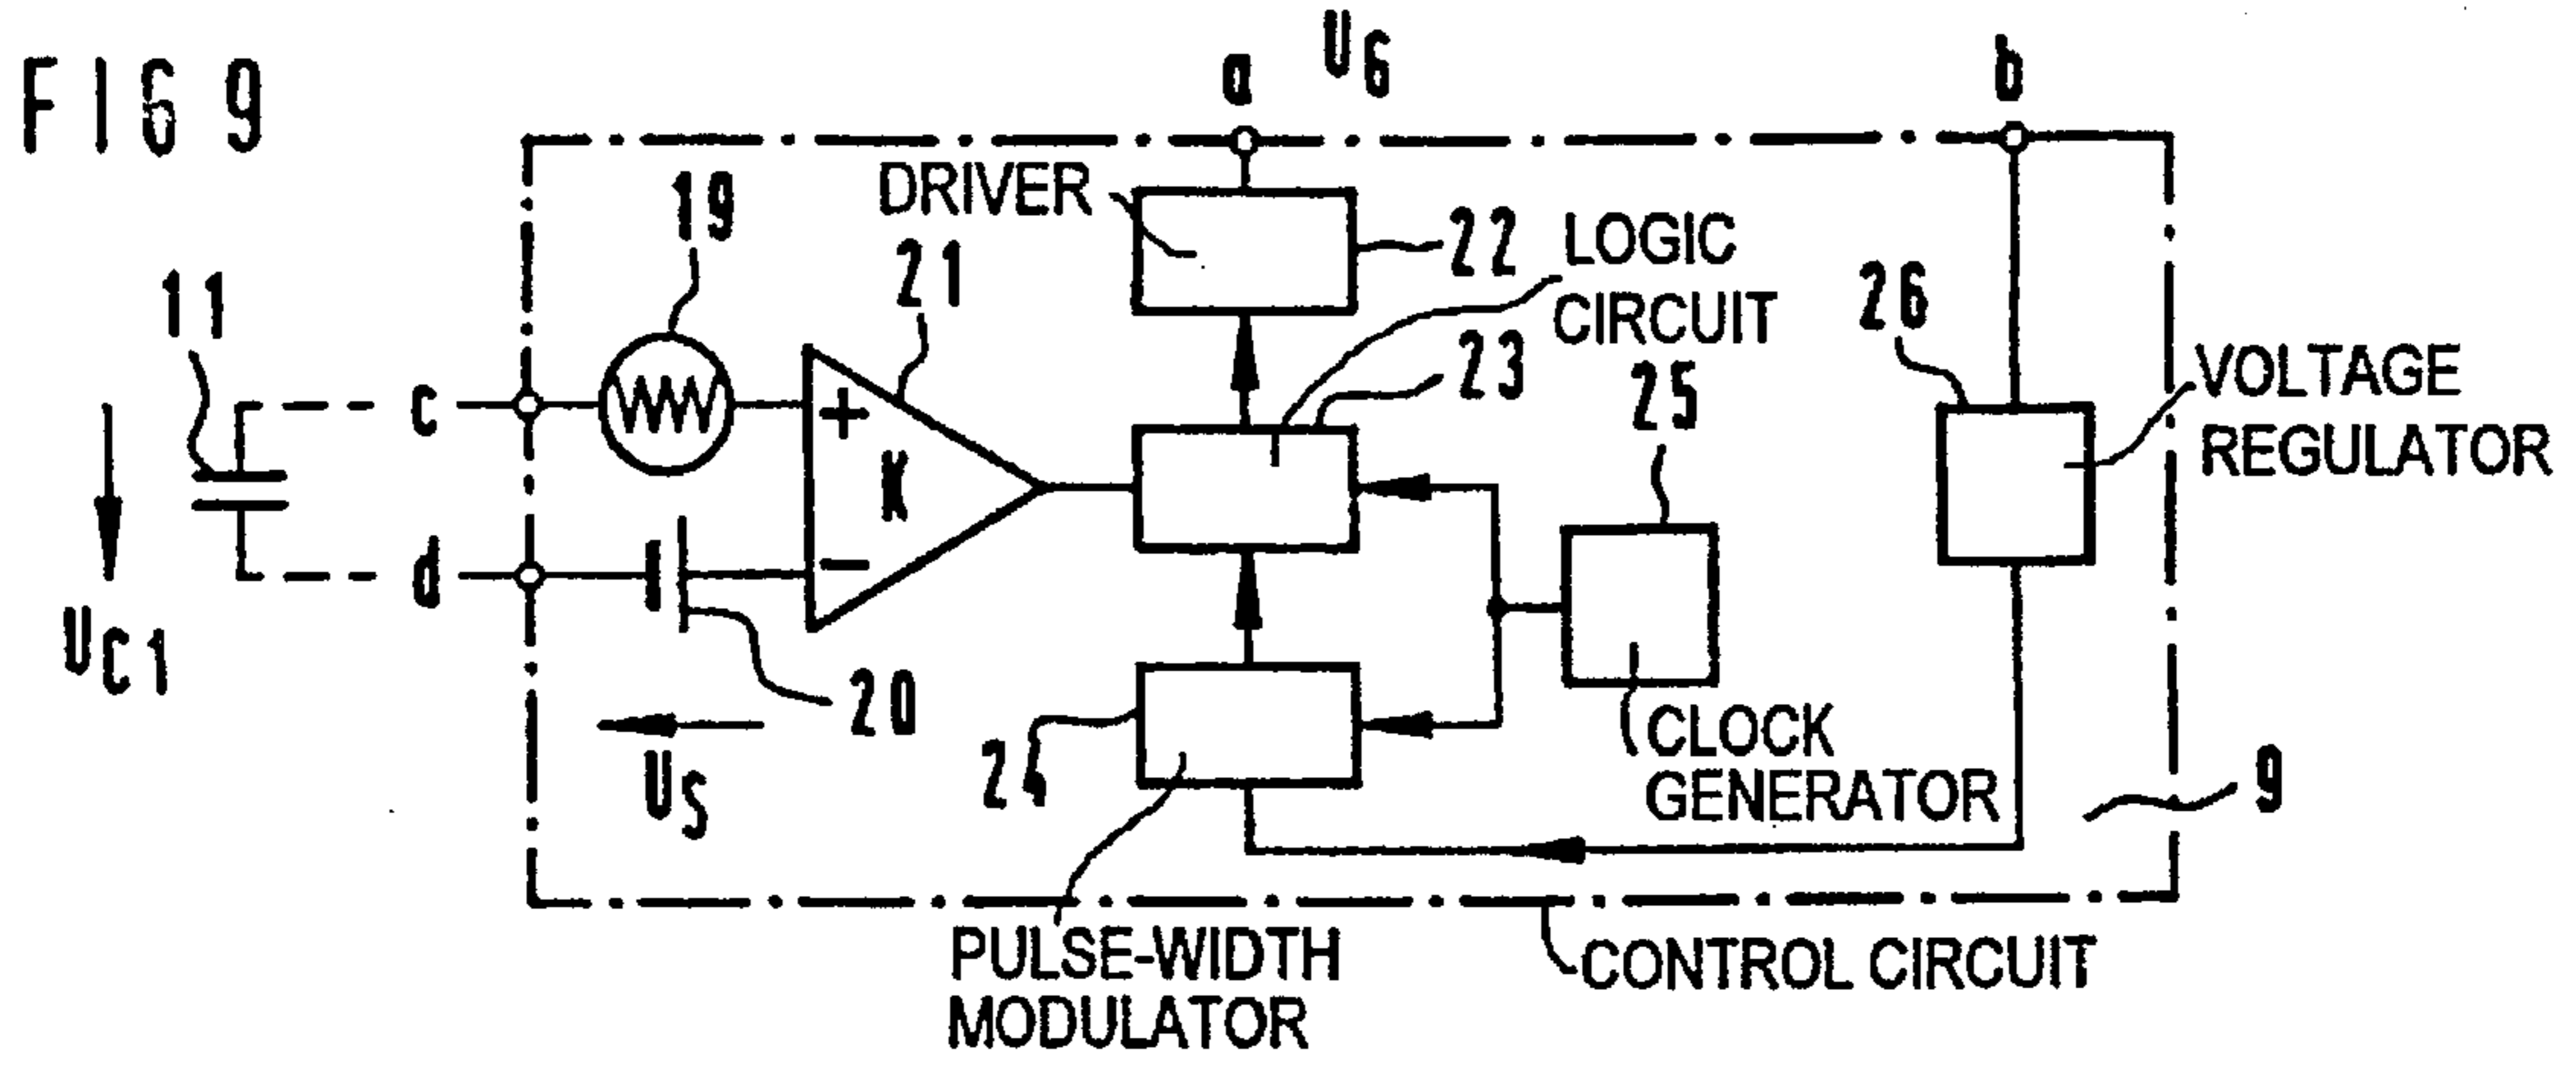 FIG 9
a
U6
b
DRIVER
19
21
22
LOGIC
CIRCUIT
11
26
23
25
VOLTAGE
REGULATOR
c
+
K
d
−
UC1
20
US
24
CLOCK
GENERATOR
9
PULSE-WIDTH
MODULATOR
CONTROL CIRCUIT